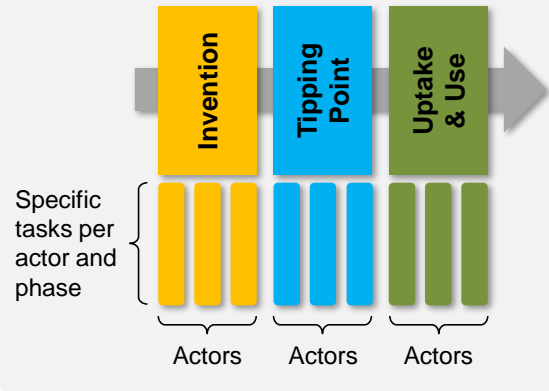 Invention
Tipping
Point
Uptake
& Use
Specific
tasks per
actor and
phase
Actors
Actors
Actors